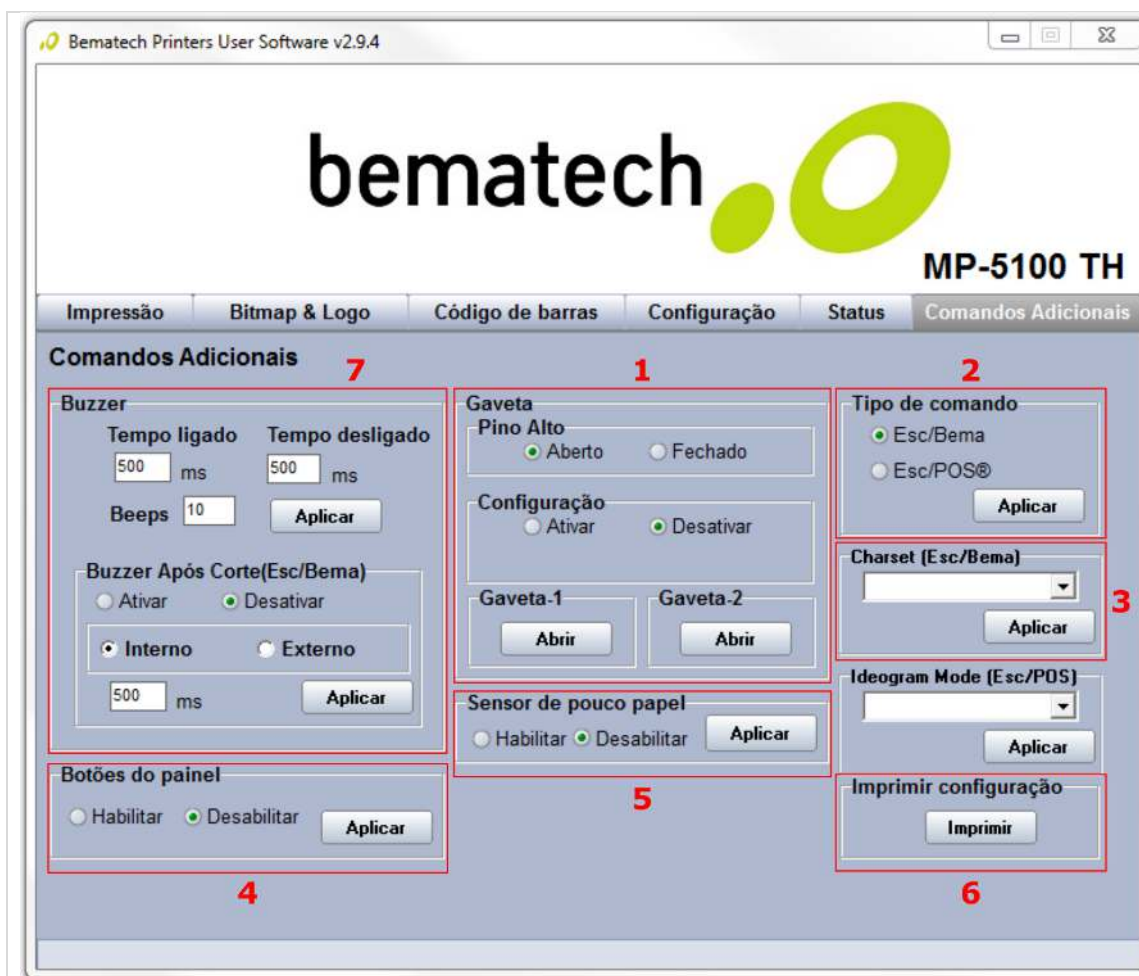 Bematech Printers User Software v2.9.4
bematech
MP-5100 TH
Impressão Bitmap & Logo Código de barras Configuração Status Comandos Adicionais
Comandos Adicionais
7
Buzzer
Tempo ligado Tempo desligado
500 ms 500 ms
Beeps 10 Aplicar
Buzzer Após Corte(Esc/Bema)
Ativar Desativar
Interno Externo
500 ms Aplicar
1
Gaveta
Pino Alto
Aberto Fechado
Configuração
Ativar Desativar
Gaveta-1 Gaveta-2
Abrir Abrir
2
Tipo de comando
Esc/Bema
Esc/POS®
Aplicar
Charset (Esc/Bema)
3
Aplicar
Ideogram Mode (Esc/POS)
Aplicar
Botões do painel
Habilitar Desabilitar Aplicar
4
Sensor de pouco papel
Habilitar Desabilitar Aplicar
5
Imprimir configuração
Imprimir
6